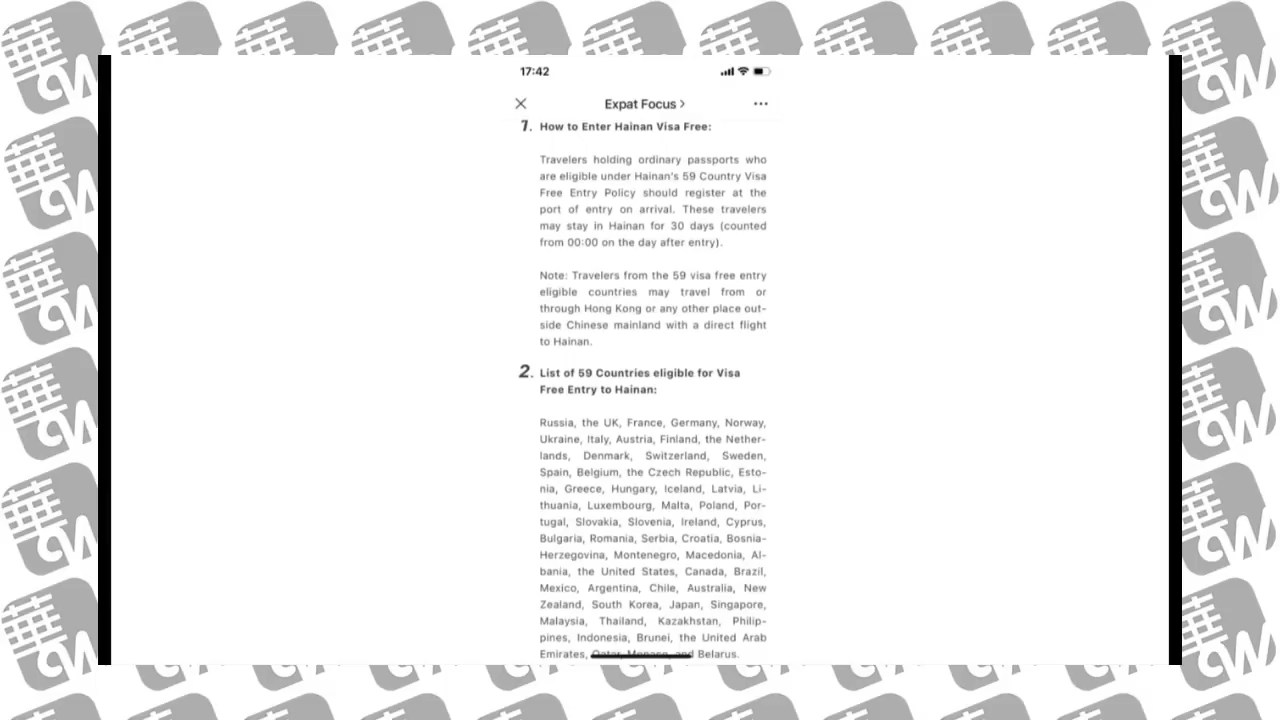 17:42
Expat Focus
1. How to Enter Hainan Visa Free:
Travelers holding ordinary passports who
are eligible under Hainan's 59 Country Visa
Free Entry Policy should register at the
port of entry on arrival. These travelers
may stay in Hainan for 30 days (counted
from 00:00 on the day after entry).
Note: Travelers from the 59 visa free entry
eligible countries may travel from or
through Hong Kong or any other place out-
side Chinese mainland with a direct flight
to Hainan.
2. List of 59 Countries eligible for Visa
Free Entry to Hainan:
Russia, the UK, France, Germany, Norway,
Ukraine, Italy, Austria, Finland, the Nether-
lands, Denmark, Switzerland, Sweden,
Spain, Belgium, the Czech Republic, Esto-
nia, Greece, Hungary, Iceland, Latvia, Li-
thuania, Luxembourg, Malta, Poland, Por-
tugal, Slovakia, Slovenia, Ireland, Cyprus,
Bulgaria, Romania, Serbia, Croatia, Bosnia-
Herzegovina, Montenegro, Macedonia, Al-
bania, the United States, Canada, Brazil,
Mexico, Argentina, Chile, Australia, New
Zealand, South Korea, Japan, Singapore,
Malaysia, Thailand, Kazakhstan, Philip-
pines, Indonesia, Brunei, the United Arab
Emirates, Qatar, Monaco, and Belarus.